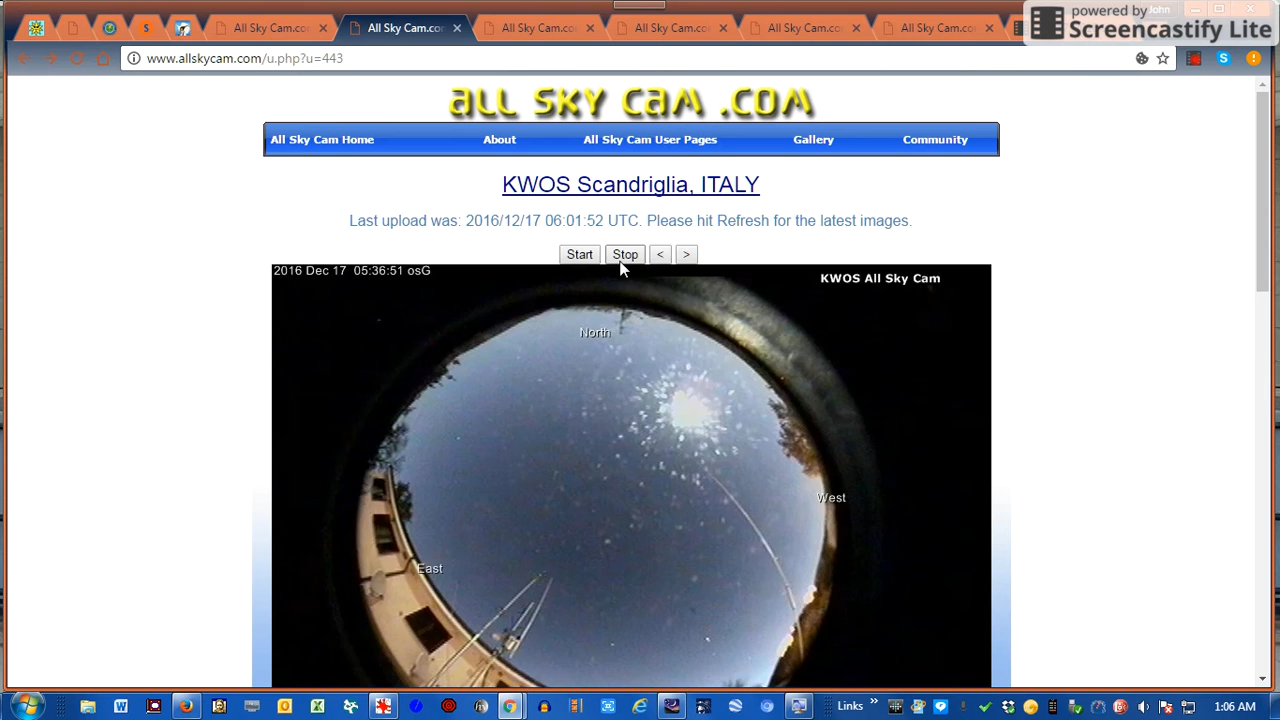 powered by
Screencastify Lite
John
All Sky Cam.co
All Sky Cam.co
All Sky Cam.co
All Sky Cam.co
All Sky Cam.co
All Sky Cam.co
www.allskycam.com/u.php?u=443
ALL SKY CAM .COM
All Sky Cam Home About All Sky Cam User Pages Gallery Community
KWOS Scandriglia, ITALY
Last upload was: 2016/12/17 06:01:52 UTC. Please hit Refresh for the latest images.
Start Stop < >
2016 Dec 17 05:36:51 osG
KWOS All Sky Cam
North
West
East
Links » 1:06 AM